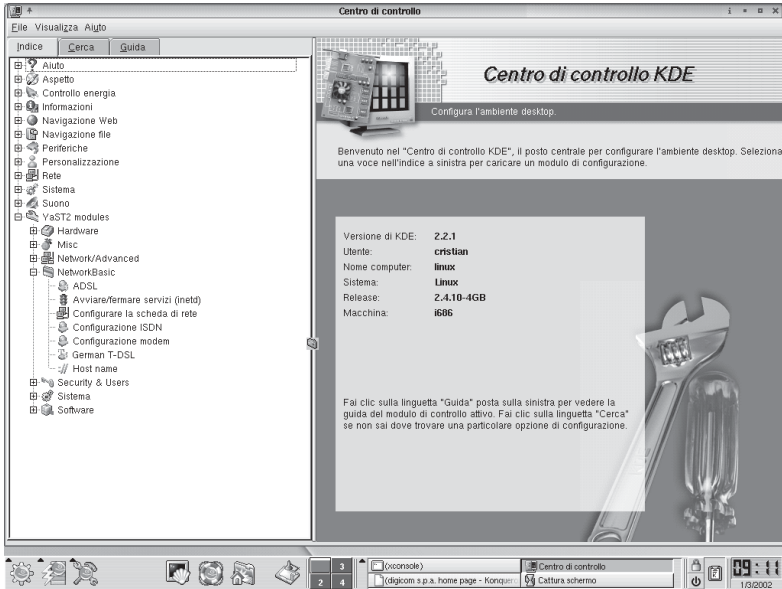 Centro di controllo
File Visualizza Aiuto
Indice Cerca Guida
Aiuto
Aspetto
Controllo energia
Informazioni
Navigazione Web
Navigazione file
Periferiche
Personalizzazione
Rete
Sistema
Suono
YaST2 modules
Hardware
Misc
Network/Advanced
NetworkBasic
ADSL
Avviare/fermare servizi (inetd)
Configurare la scheda di rete
Configurazione ISDN
Configurazione modem
German T-DSL
Host name
Security & Users
Sistema
Software
Centro di controllo KDE
Configura l'ambiente desktop.
Benvenuto nel "Centro di controllo KDE", il posto centrale per configurare l'ambiente desktop. Seleziona
una voce nell'indice a sinistra per caricare un modulo di configurazione.
Versione di KDE: 2.2.1
Utente: cristian
Nome computer: linux
Sistema: Linux
Release: 2.4.10-4GB
Macchina: i686
Fai clic sulla linguetta "Guida" posta sulla sinistra per vedere la
guida del modulo di controllo attivo. Fai clic sulla linguetta "Cerca"
se non sai dove trovare una particolare opzione di configurazione.
3
2 4
(xconsole)
Centro di controllo
(digicom s.p.a. home page - Konquero
Cattura schermo
09:11
1/3/2002